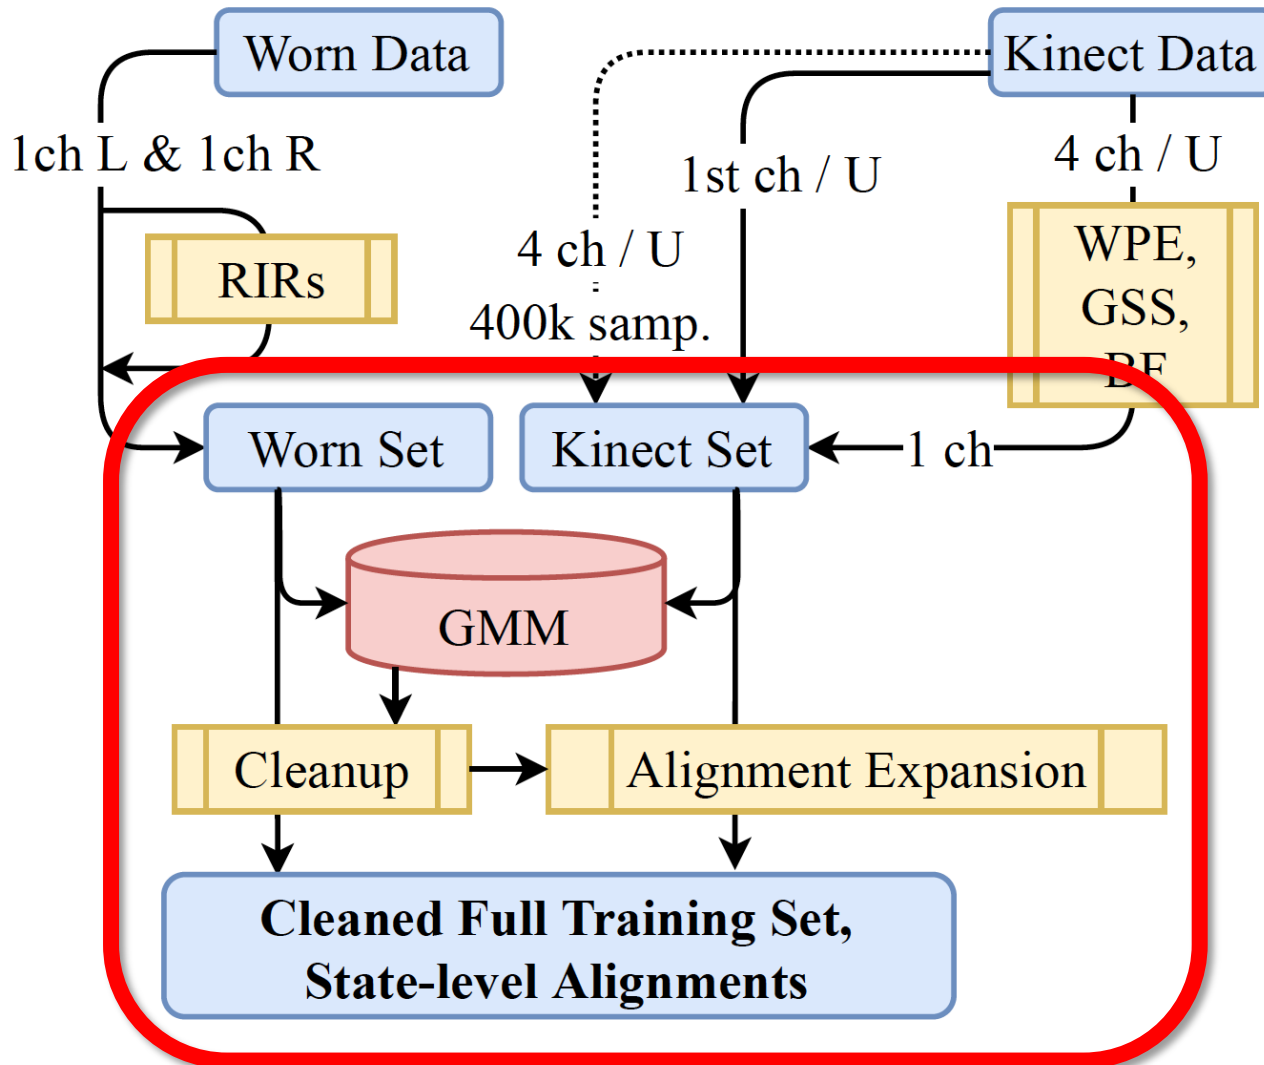 Worn Data
Kinect Data
1ch L & 1ch R
1st ch / U
4 ch / U
4 ch / U
400k samp.
RIRs
WPE,
GSS,
BF
Worn Set
Kinect Set
1 ch
GMM
Cleanup
Alignment Expansion
Cleaned Full Training Set,
State-level Alignments